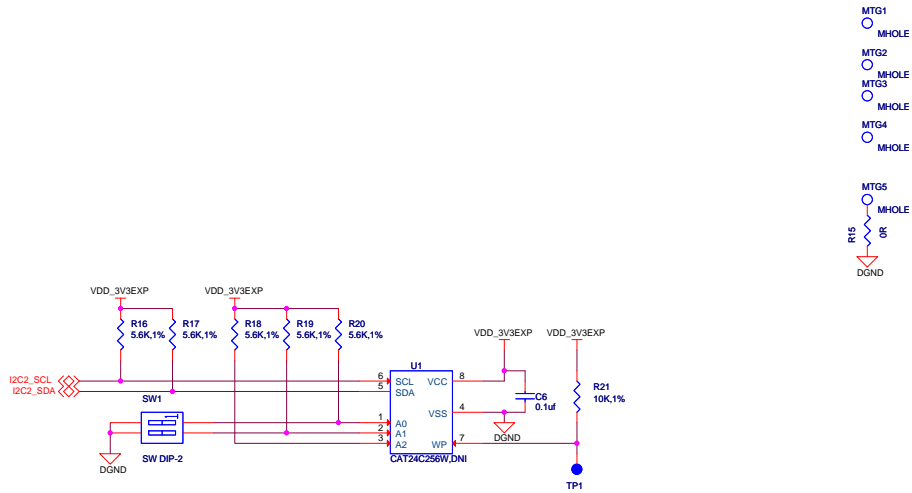 MTG1
MHOLE
MTG2
MHOLE
MTG3
MHOLE
MTG4
MHOLE
MTG5
MHOLE
R15
0R
DGND
VDD_3V3EXP
VDD_3V3EXP
R16
5.6K,1%
R17
5.6K,1%
R18
5.6K,1%
R19
5.6K,1%
R20
5.6K,1%
VDD_3V3EXP
VDD_3V3EXP
U1
I2C2_SCL
I2C2_SDA
6
SCL
VCC
8
5
SDA
R21
10K,1%
C6
0.1uf
SW1
1
A0
VSS
4
2
A1
3
A2
WP
7
DGND
SW DIP-2
CAT24C256W,DNI
DGND
TP1